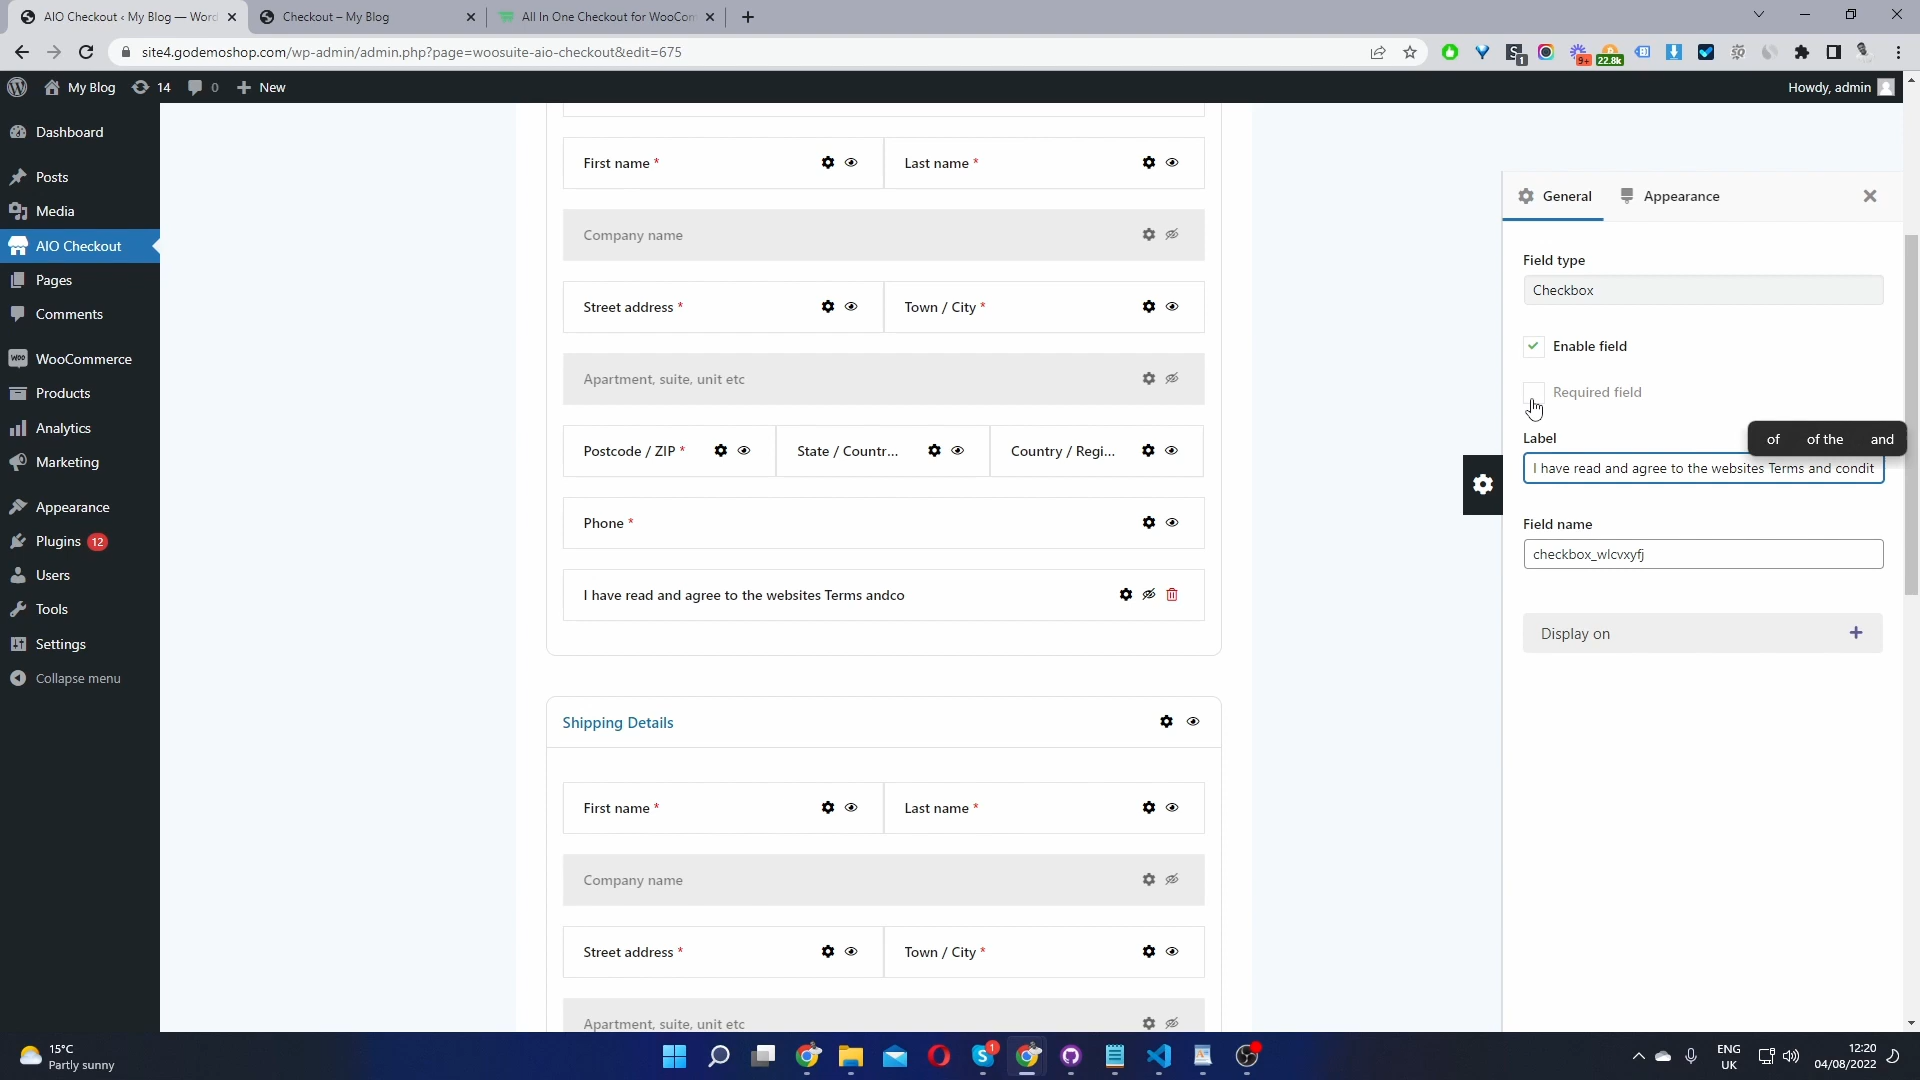 AIO Checkout ‹ My Blog — Word
Checkout – My Blog
All In One Checkout for WooCom
site4.godemoshop.com/wp-admin/admin.php?page=woosuite-aio-checkout&edit=675
1
9+
22.8k
My Blog
14
0
New
Howdy, admin
Dashboard
Posts
Media
AIO Checkout
Pages
Comments
WooCommerce
Products
Analytics
Marketing
Appearance
Plugins 12
Users
Tools
Settings
Collapse menu
First name *
Last name *
Company name
Street address *
Town / City *
Apartment, suite, unit etc
Postcode / ZIP *
State / Countr...
Country / Regi...
Phone *
I have read and agree to the websites Terms andco
Shipping Details
First name *
Last name *
Company name
Street address *
Town / City *
Apartment, suite, unit etc
General
Appearance
Field type
Checkbox
Enable field
Required field
Label
of of the and
I have read and agree to the websites Terms and condit
Field name
checkbox_wlcvxyfj
Display on
15°C
Partly sunny
1
ENG
UK
12:20
04/08/2022